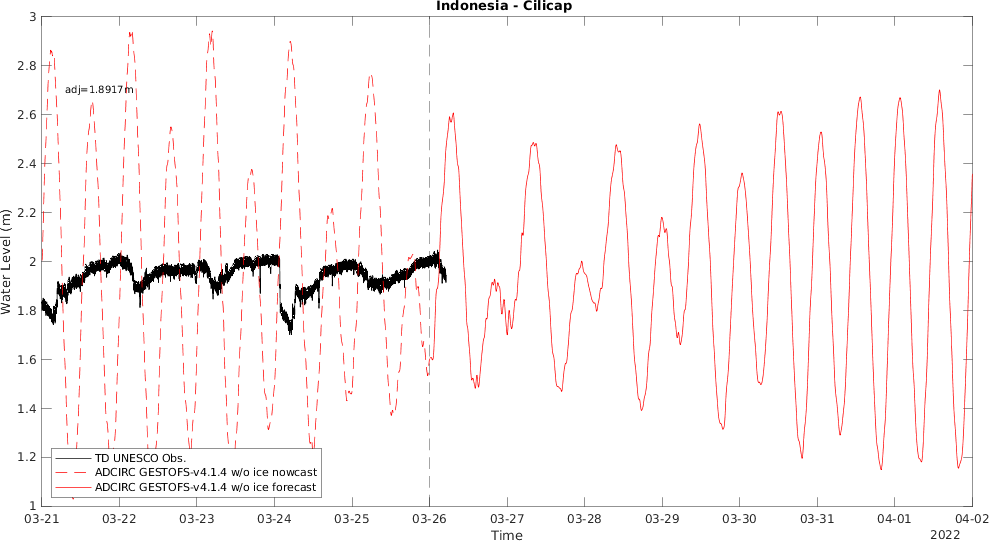 Indonesia - Cilicap
Water Level (m)
3
2.8
2.6
2.4
2.2
2
1.8
1.6
1.4
1.2
1
adj=1.8917m
TD UNESCO Obs.
ADCIRC GESTOFS-v4.1.4 w/o ice nowcast
ADCIRC GESTOFS-v4.1.4 w/o ice forecast
03-21 03-22 03-23 03-24 03-25 03-26 03-27 03-28 03-29 03-30 03-31 04-01 04-02
Time
2022